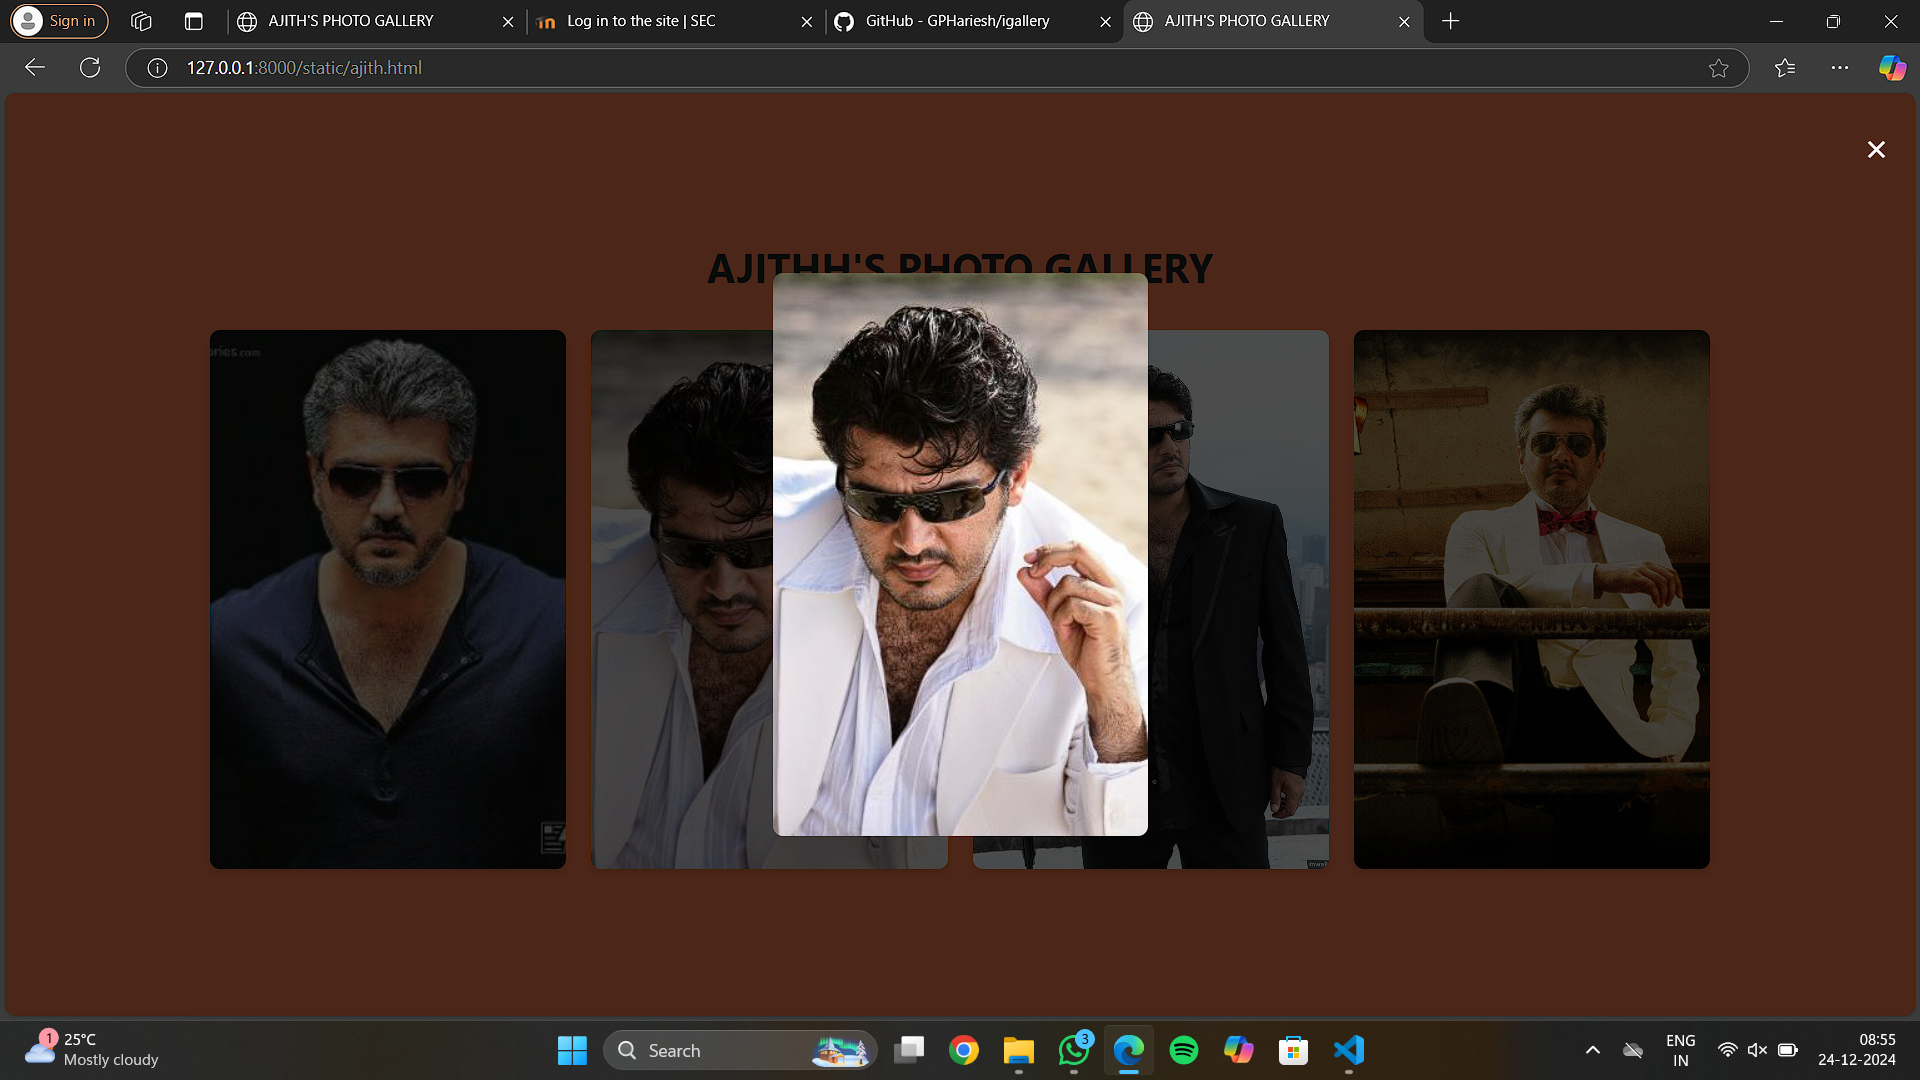 Sign in
AJITH'S PHOTO GALLERY
Log in to the site | SEC
GitHub - GPHariesh/igallery
AJITH'S PHOTO GALLERY
127.0.0.1:8000/static/ajith.html
AJITHH'S PHOTO GALLERY
ries.com
1
25°C
Mostly cloudy
Search
3
ENG
IN
08:55
24-12-2024